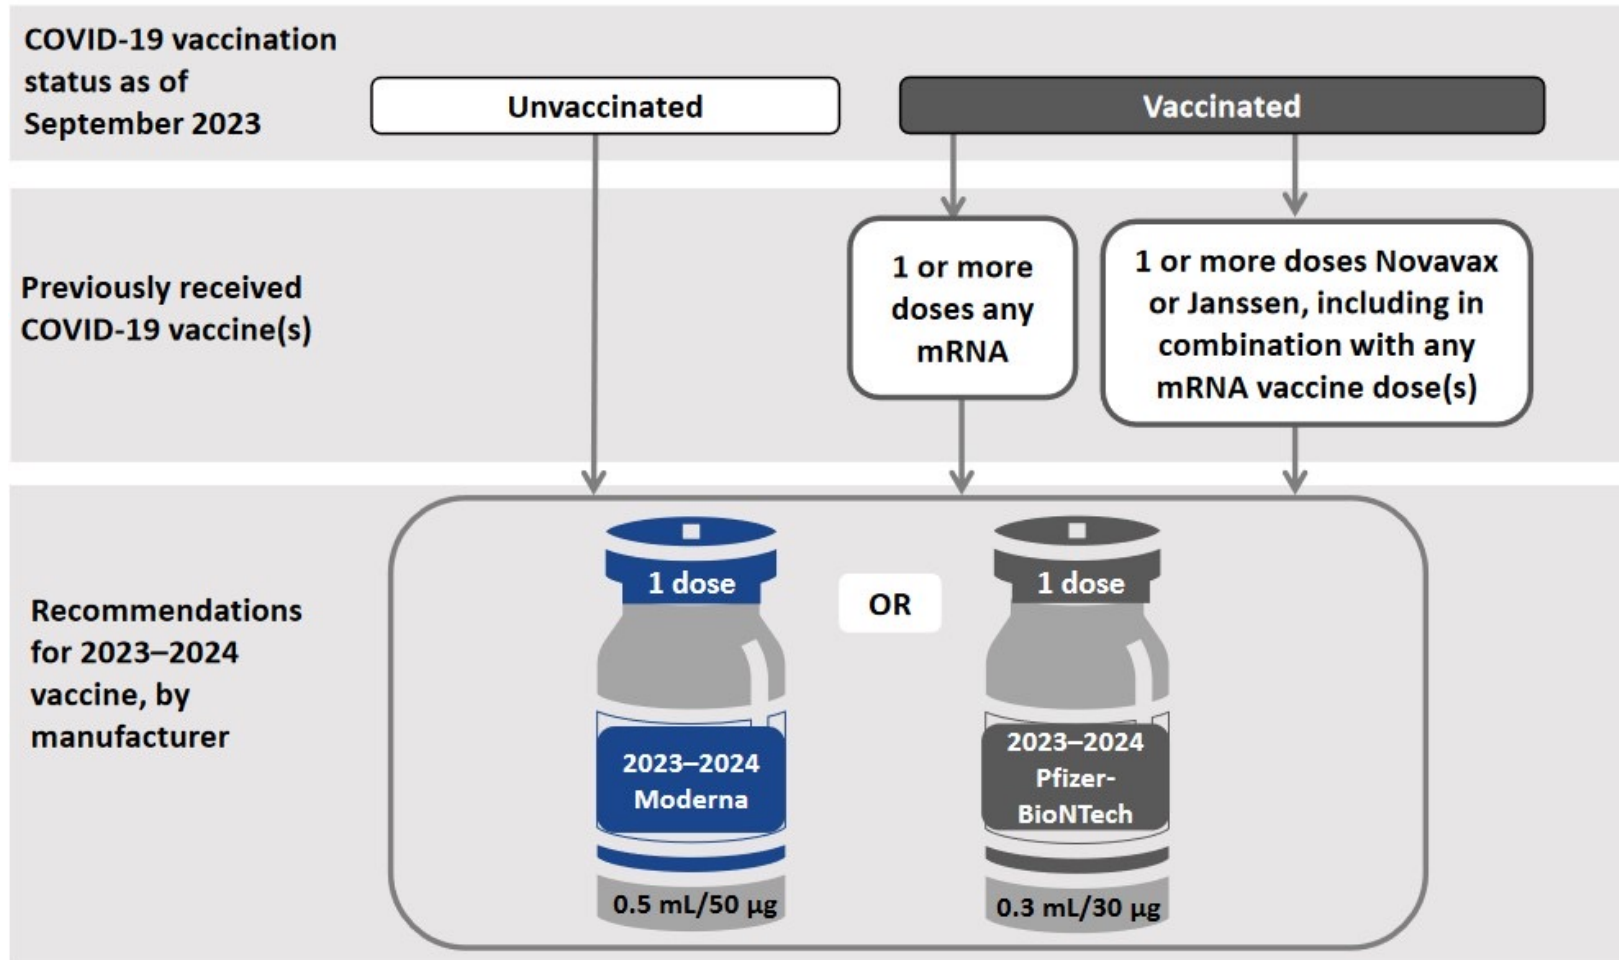 COVID-19 vaccination
status as of
September 2023
Unvaccinated
Vaccinated
Previously received
COVID-19 vaccine(s)
1 or more
doses any
mRNA
1 or more doses Novavax
or Janssen, including in
combination with any
mRNA vaccine dose(s)
Recommendations
for 2023–2024
vaccine, by
manufacturer
1 dose
2023–2024
Moderna
0.5 mL/50 µg
OR
1 dose
2023–2024
Pfizer-
BioNTech
0.3 mL/30 µg